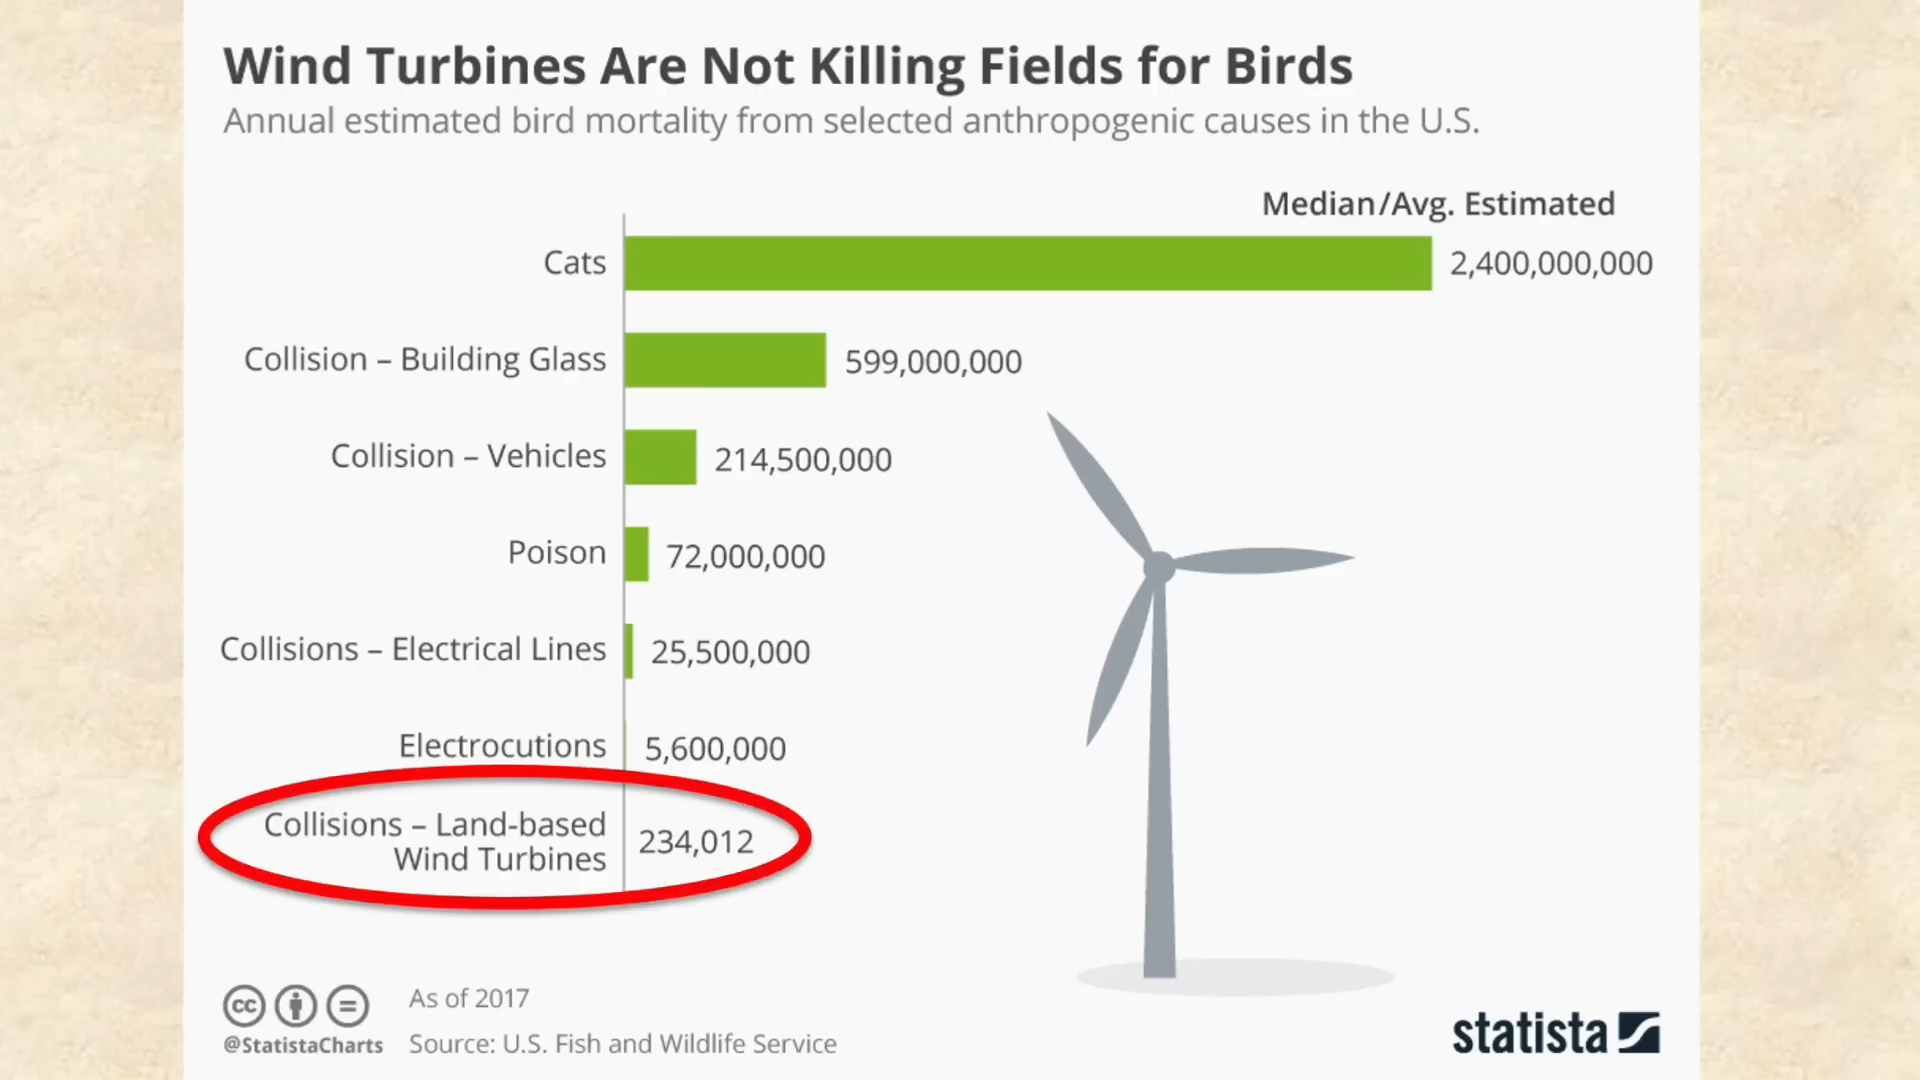 Wind Turbines Are Not Killing Fields for Birds
Annual estimated bird mortality from selected anthropogenic causes in the U.S.
Median/Avg. Estimated
Cats 2,400,000,000
Collision – Building Glass 599,000,000
Collision – Vehicles 214,500,000
Poison 72,000,000
Collisions – Electrical Lines 25,500,000
Electrocutions 5,600,000
Collisions – Land-based
Wind Turbines 234,012
cc
As of 2017
@StatistaCharts Source: U.S. Fish and Wildlife Service
statista